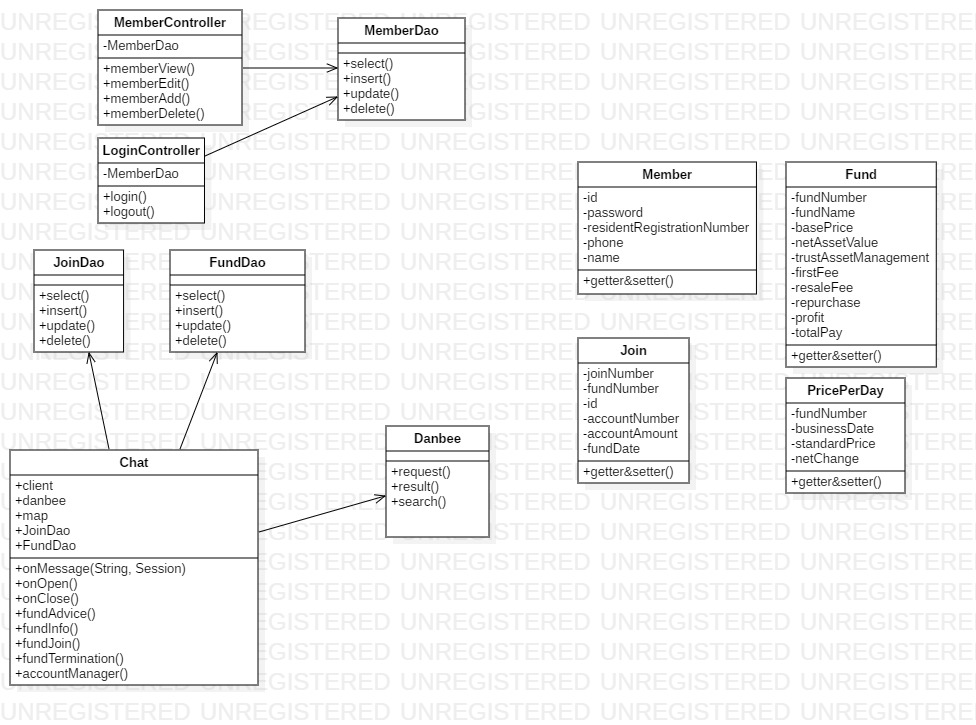 MemberController
-MemberDao
+memberView()
+memberEdit()
+memberAdd()
+memberDelete()
MemberDao
+select()
+insert()
+update()
+delete()
LoginController
-MemberDao
+login()
+logout()
Member
-id
-password
-residentRegistrationNumber
-phone
-name
+getter&setter()
Fund
-fundNumber
-fundName
-basePrice
-netAssetValue
-trustAssetManagement
-firstFee
-resaleFee
-repurchase
-profit
-totalPay
+getter&setter()
JoinDao
+select()
+insert()
+update()
+delete()
FundDao
+select()
+insert()
+update()
+delete()
Join
-joinNumber
-fundNumber
-id
-accountNumber
-accountAmount
-fundDate
+getter&setter()
PricePerDay
-fundNumber
-businessDate
-standardPrice
-netChange
+getter&setter()
Chat
+client
+danbee
+map
+JoinDao
+FundDao
+onMessage(String, Session)
+onOpen()
+onClose()
+fundAdvice()
+fundInfo()
+fundJoin()
+fundTermination()
+accountManager()
Danbee
+request()
+result()
+search()
UNREGISTERED